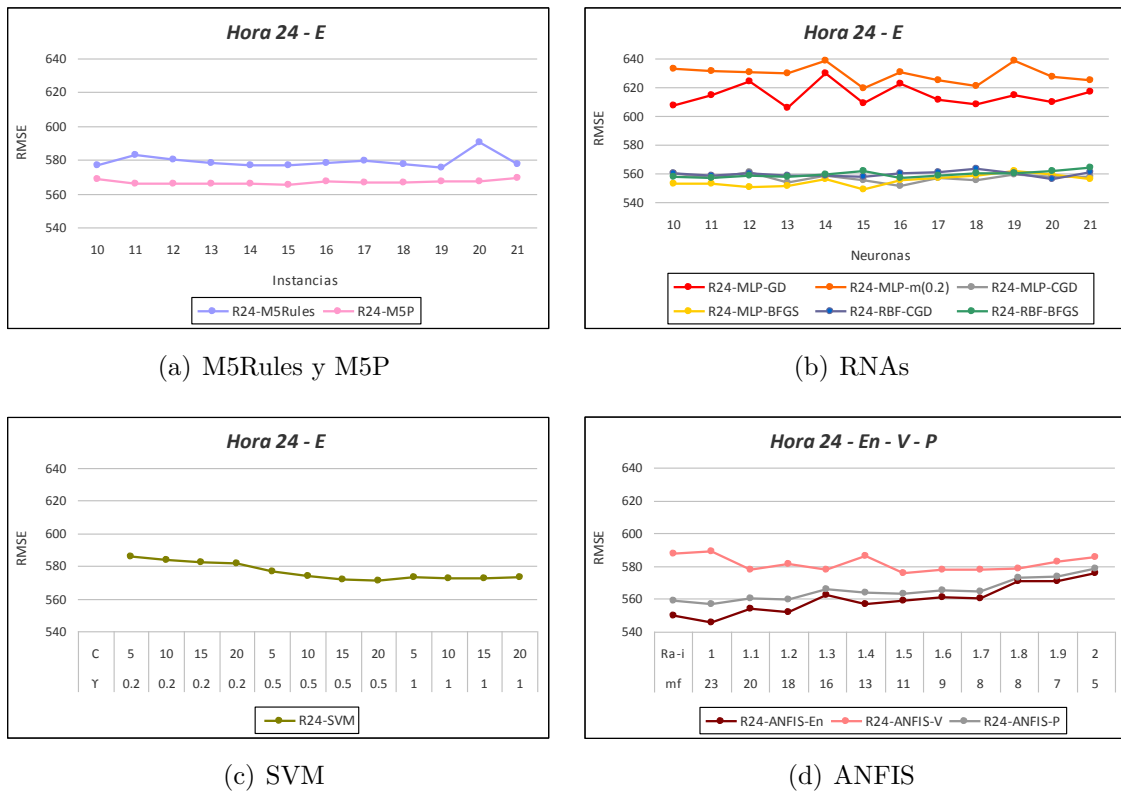 Hora 24 - E
RMSE
640
620
600
580
560
540
10 11 12 13 14 15 16 17 18 19 20 21
Instancias
R24-M5Rules R24-M5P
(a) M5Rules y M5P
Hora 24 - E
RMSE
640
620
600
580
560
540
10 11 12 13 14 15 16 17 18 19 20 21
Neuronas
R24-MLP-GD R24-MLP-m(0.2) R24-MLP-CGD
R24-MLP-BFGS R24-RBF-CGD R24-RBF-BFGS
(b) RNAs
Hora 24 - E
RMSE
640
620
600
580
560
540
C 5 10 15 20 5 10 15 20 5 10 15 20
Y 0.2 0.2 0.2 0.2 0.5 0.5 0.5 0.5 1 1 1 1
R24-SVM
(c) SVM
Hora 24 - En - V - P
RMSE
640
620
600
580
560
540
Ra-i 1 1.1 1.2 1.3 1.4 1.5 1.6 1.7 1.8 1.9 2
mf 23 20 18 16 13 11 9 8 8 7 5
R24-ANFIS-En R24-ANFIS-V R24-ANFIS-P
(d) ANFIS